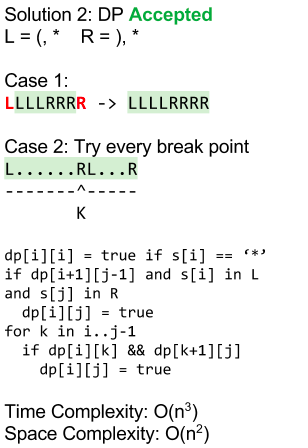 Solution 2: DP Accepted
L = (, *    R = ), *
Case 1:
LLLLRRRR -> LLLLRRRR
Case 2: Try every break point
L......RL...R
-------^-----
K
dp[i][i] = true if s[i] == ‘*’
if dp[i+1][j-1] and s[i] in L
and s[j] in R
  dp[i][j] = true
for k in i..j-1
  if dp[i][k] && dp[k+1][j]
    dp[i][j] = true
Time Complexity: O(n³)
Space Complexity: O(n²)